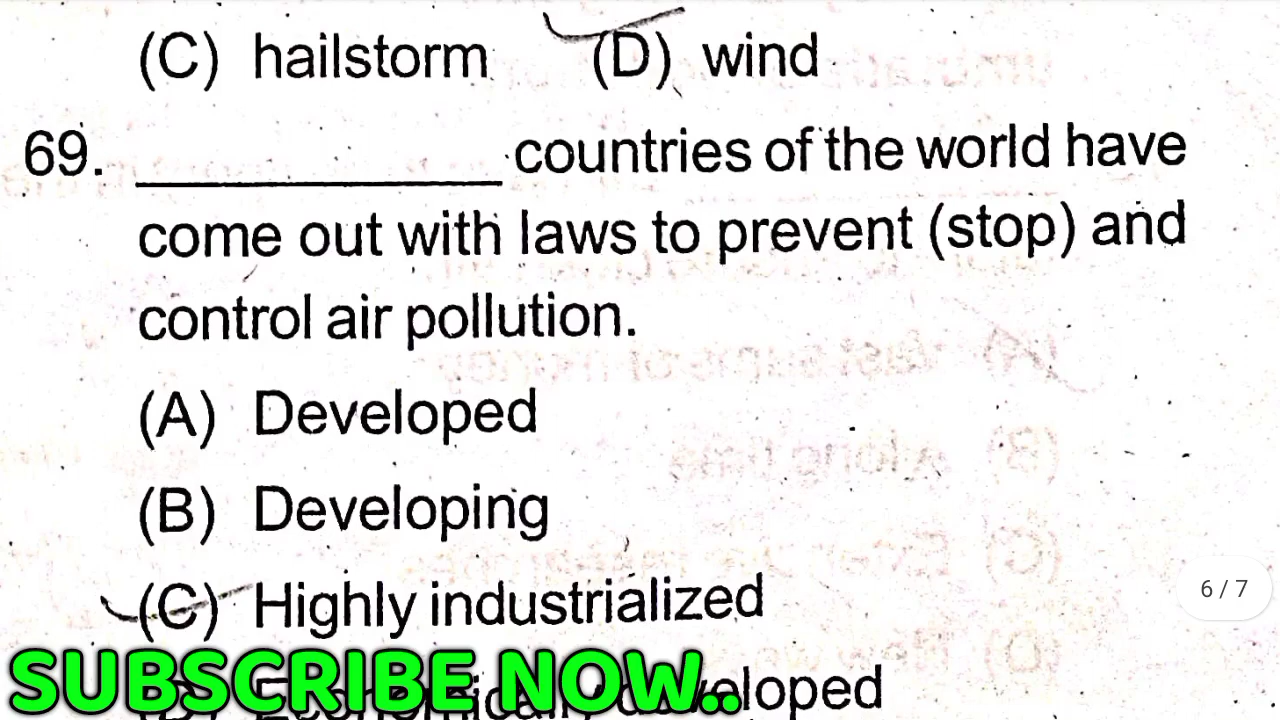 (C) hailstorm (D) wind
69. ____________ countries of the world have
come out with laws to prevent (stop) and
control air pollution.
(A) Developed
(B) Developing
(C) Highly industrialized
6 / 7
SUBSCRIBE NOW..